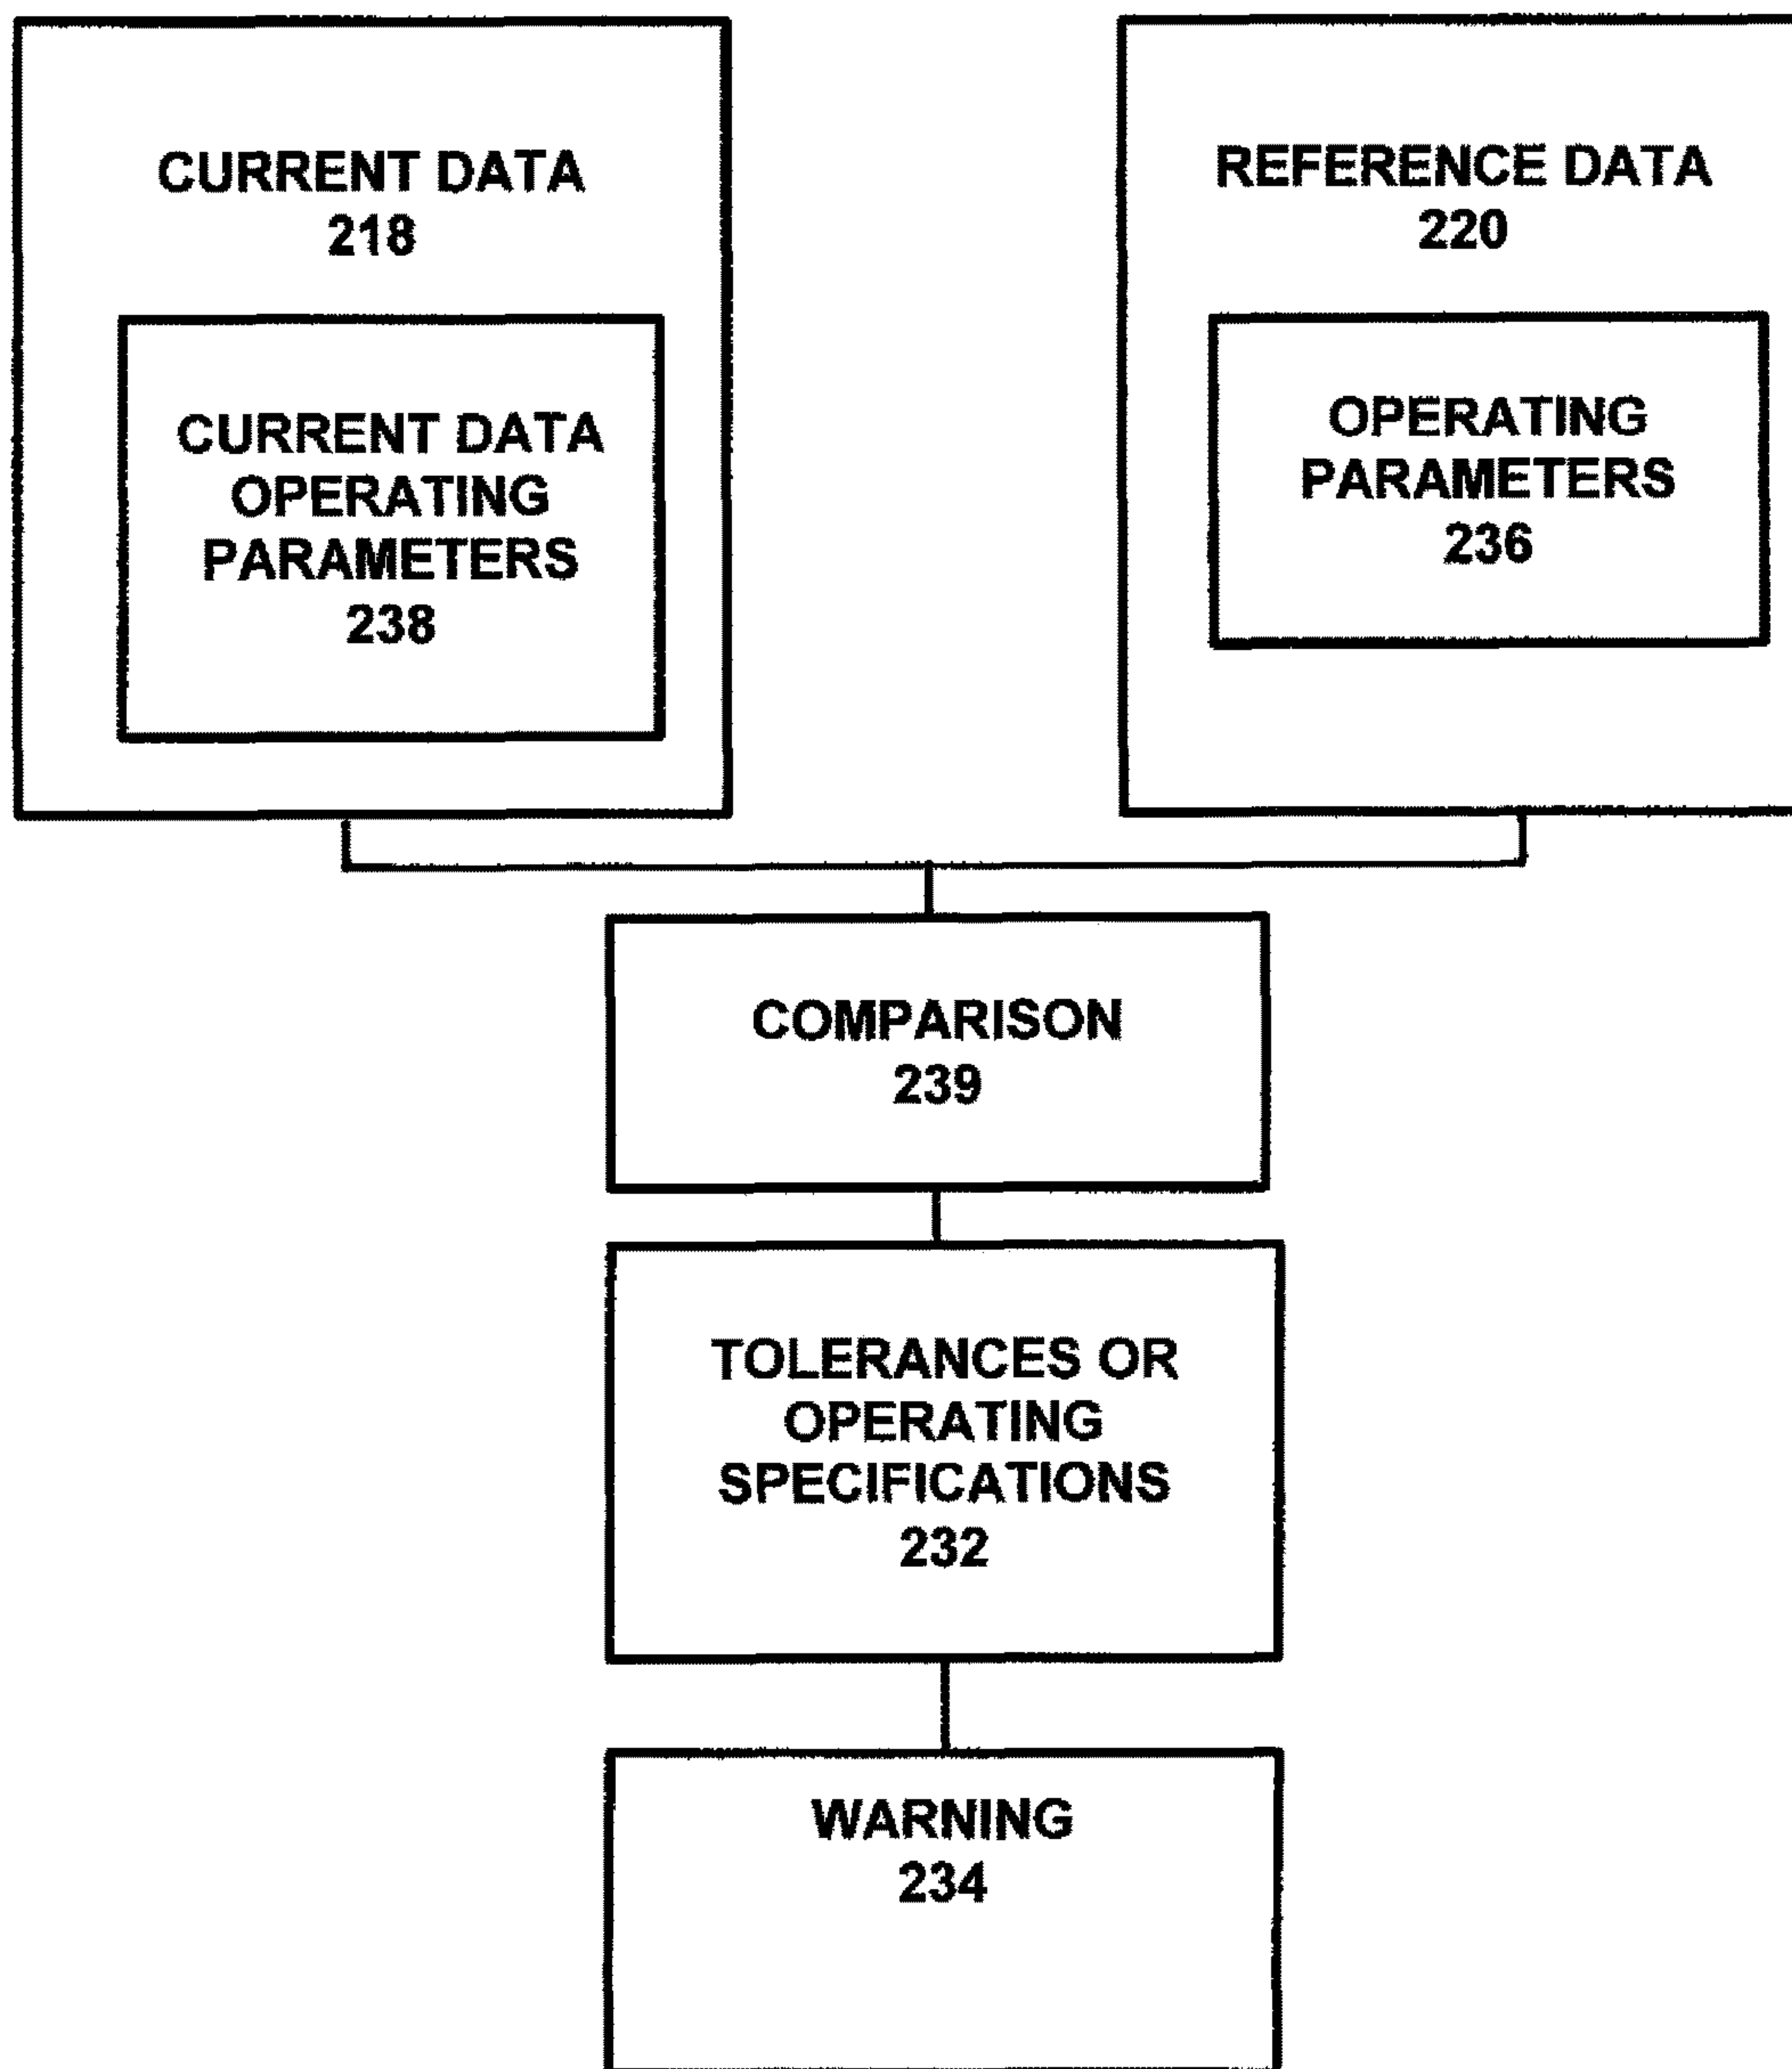 CURRENT DATA
218
CURRENT DATA
OPERATING
PARAMETERS
238
REFERENCE DATA
220
OPERATING
PARAMETERS
236
COMPARISON
239
TOLERANCES OR
OPERATING
SPECIFICATIONS
232
WARNING
234